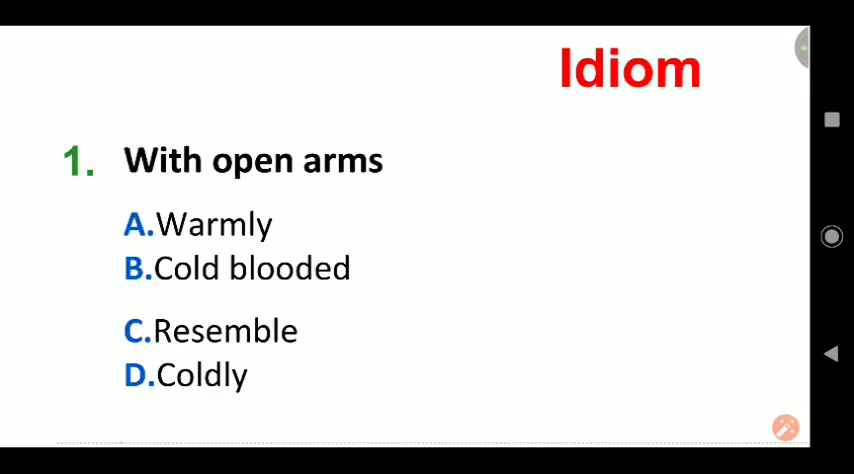 Idiom
1. With open arms
A.Warmly
B.Cold blooded
C.Resemble
D.Coldly